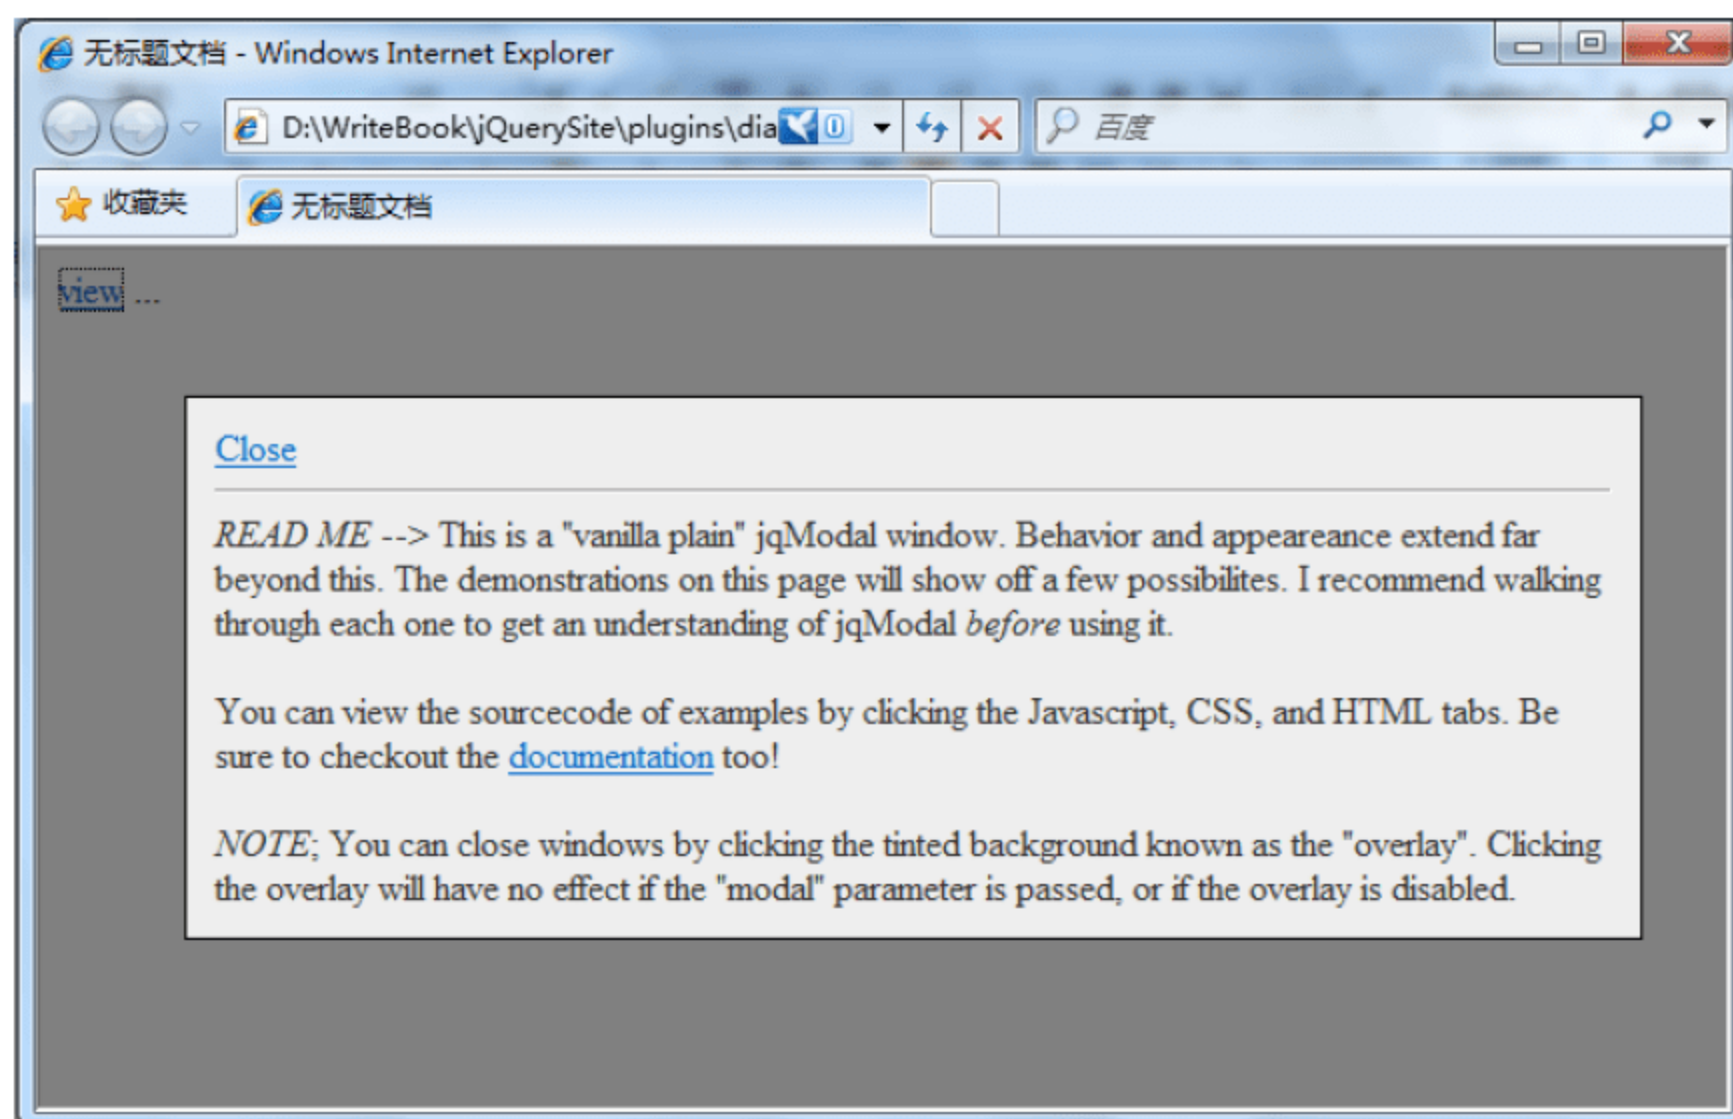 无标题文档 - Windows Internet Explorer
D:\WriteBook\jQuerySite\plugins\dia 0 百度
收藏夹 无标题文档
view ...
Close
READ ME --> This is a "vanilla plain" jqModal window. Behavior and appeareance extend far
beyond this. The demonstrations on this page will show off a few possibilites. I recommend walking
through each one to get an understanding of jqModal before using it.
You can view the sourcecode of examples by clicking the Javascript, CSS, and HTML tabs. Be
sure to checkout the documentation too!
NOTE; You can close windows by clicking the tinted background known as the "overlay". Clicking
the overlay will have no effect if the "modal" parameter is passed, or if the overlay is disabled.